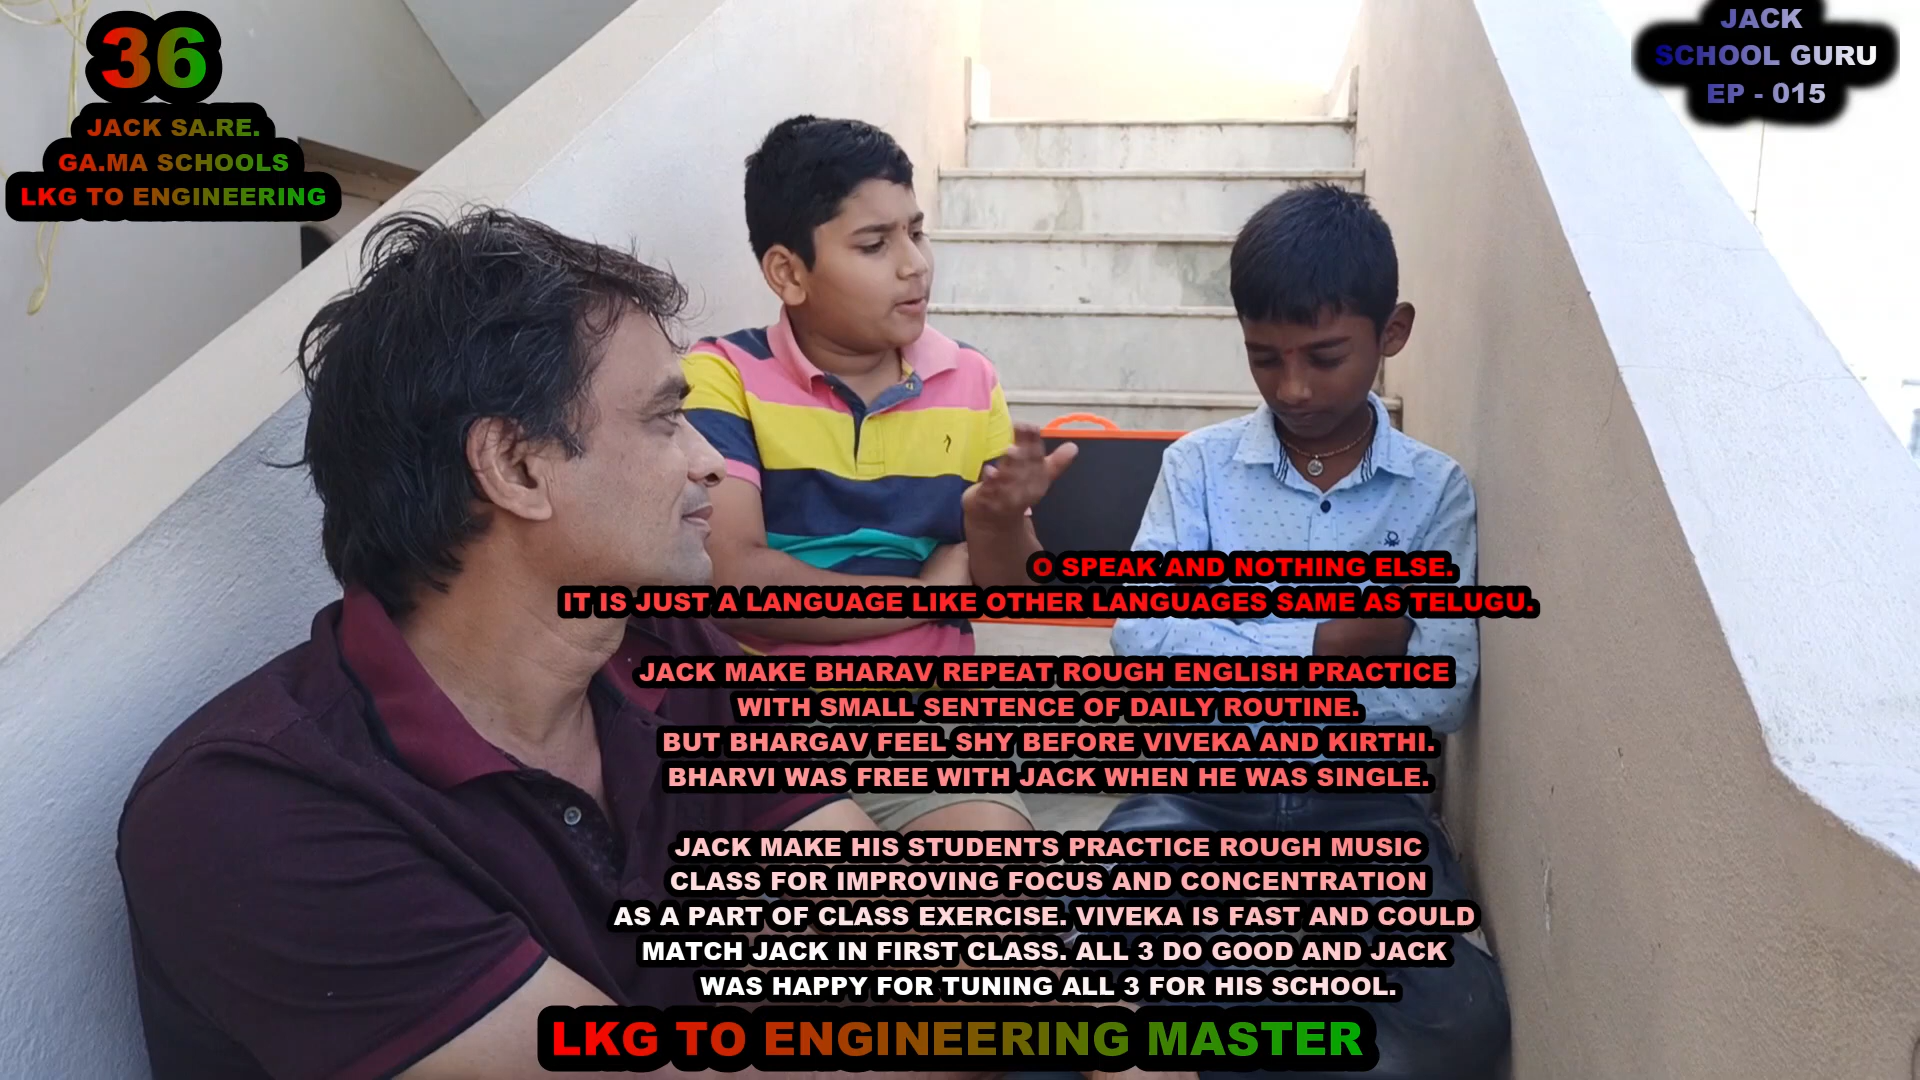 36
JACK SA.RE.
GA.MA SCHOOLS
LKG TO ENGINEERING
JACK
SCHOOL GURU
EP - 015
O SPEAK AND NOTHING ELSE.
IT IS JUST A LANGUAGE LIKE OTHER LANGUAGES SAME AS TELUGU.
JACK MAKE BHARAV REPEAT ROUGH ENGLISH PRACTICE
WITH SMALL SENTENCE OF DAILY ROUTINE.
BUT BHARGAV FEEL SHY BEFORE VIVEKA AND KIRTHI.
BHARVI WAS FREE WITH JACK WHEN HE WAS SINGLE.
JACK MAKE HIS STUDENTS PRACTICE ROUGH MUSIC
CLASS FOR IMPROVING FOCUS AND CONCENTRATION
AS A PART OF CLASS EXERCISE. VIVEKA IS FAST AND COULD
MATCH JACK IN FIRST CLASS. ALL 3 DO GOOD AND JACK
WAS HAPPY FOR TUNING ALL 3 FOR HIS SCHOOL.
LKG TO ENGINEERING MASTER